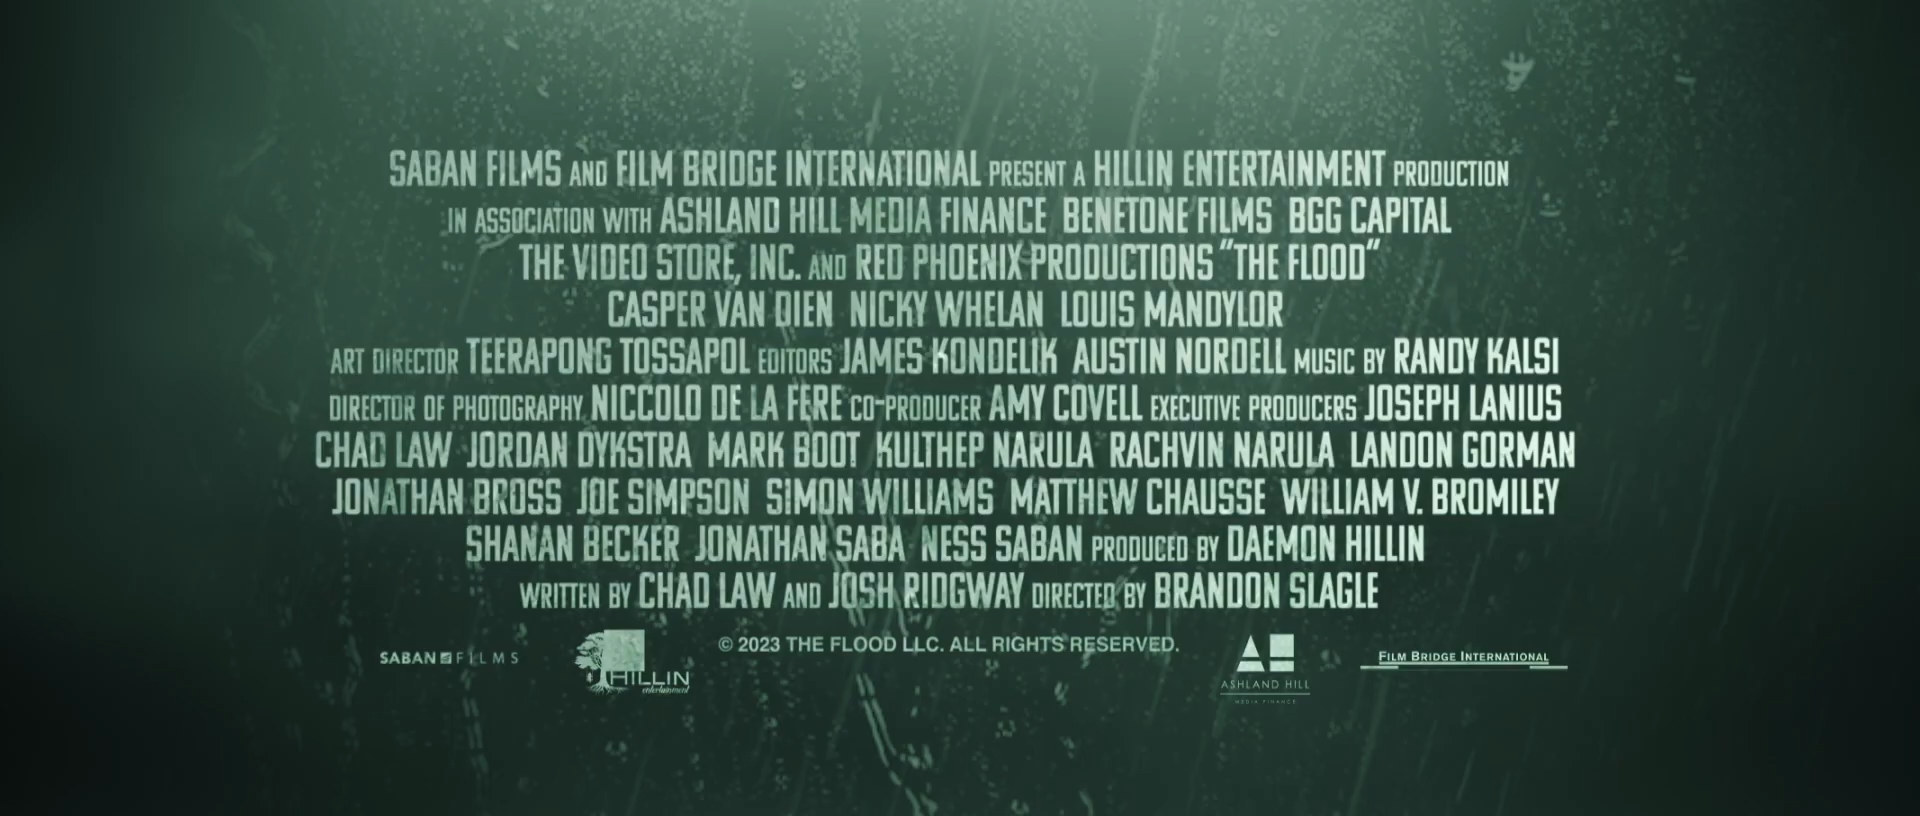 SABAN FILMS AND FILM BRIDGE INTERNATIONAL PRESENT A HILLIN ENTERTAINMENT PRODUCTION
IN ASSOCIATION WITH ASHLAND HILL MEDIA FINANCE BENETONE FILMS BGG CAPITAL
THE VIDEO STORE, INC. AND RED PHOENIX PRODUCTIONS "THE FLOOD"
CASPER VAN DIEN NICKY WHELAN LOUIS MANDYLOR
ART DIRECTOR TEERAPONG TOSSAPOL EDITORS JAMES KONDELIK AUSTIN NORDELL MUSIC BY RANDY KALSI
DIRECTOR OF PHOTOGRAPHY NICCOLO DE LA FERE CO-PRODUCER AMY COVELL EXECUTIVE PRODUCERS JOSEPH LANIUS
CHAD LAW JORDAN DYKSTRA MARK BOOT KULTHEP NARULA RACHVIN NARULA LANDON GORMAN
JONATHAN BROSS JOE SIMPSON SIMON WILLIAMS MATTHEW CHAUSSE WILLIAM V. BROMILEY
SHANAN BECKER JONATHAN SABA NESS SABAN PRODUCED BY DAEMON HILLIN
WRITTEN BY CHAD LAW AND JOSH RIDGWAY DIRECTED BY BRANDON SLAGLE
SABAN FILMS
HILLIN
entertainment
© 2023 THE FLOOD LLC. ALL RIGHTS RESERVED.
ASHLAND HILL
MEDIA FINANCE
FILM BRIDGE INTERNATIONAL